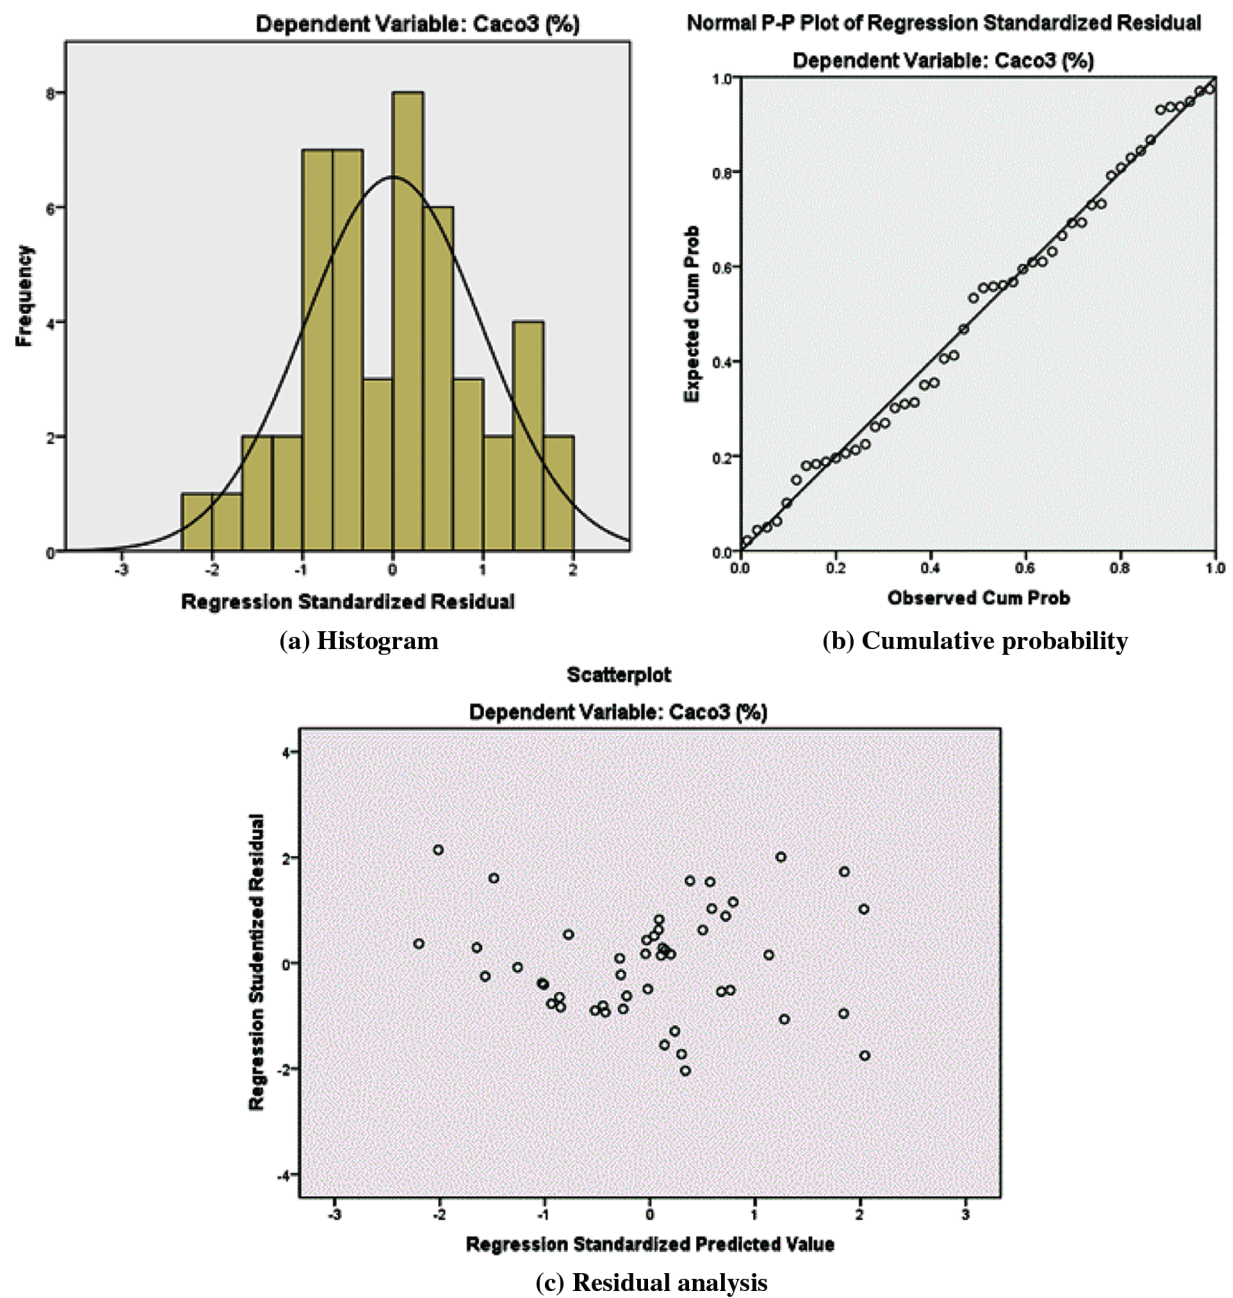 Dependent Variable: Caco3 (%)
8
6
4
2
0
Frequency
-3 -2 -1 0 1 2
Regression Standardized Residual
(a) Histogram
Normal P-P Plot of Regression Standardized Residual
Dependent Variable: Caco3 (%)
1.0
0.8
0.6
0.4
0.2
0.0
Expected Cum Prob
0.0 0.2 0.4 0.6 0.8 1.0
Observed Cum Prob
(b) Cumulative probability
Scatterplot
Dependent Variable: Caco3 (%)
4
2
0
-2
-4
Regression Studentized Residual
-3 -2 -1 0 1 2 3
Regression Standardized Predicted Value
(c) Residual analysis